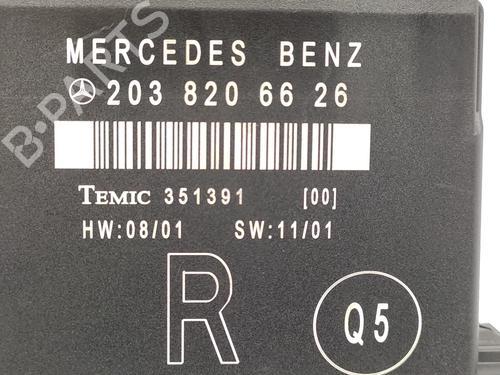 MERCEDES BENZ
203 820 66 26
TEMIC 351391 [00]
HW:08/01 SW:11/01
R Q5
B-PARTS